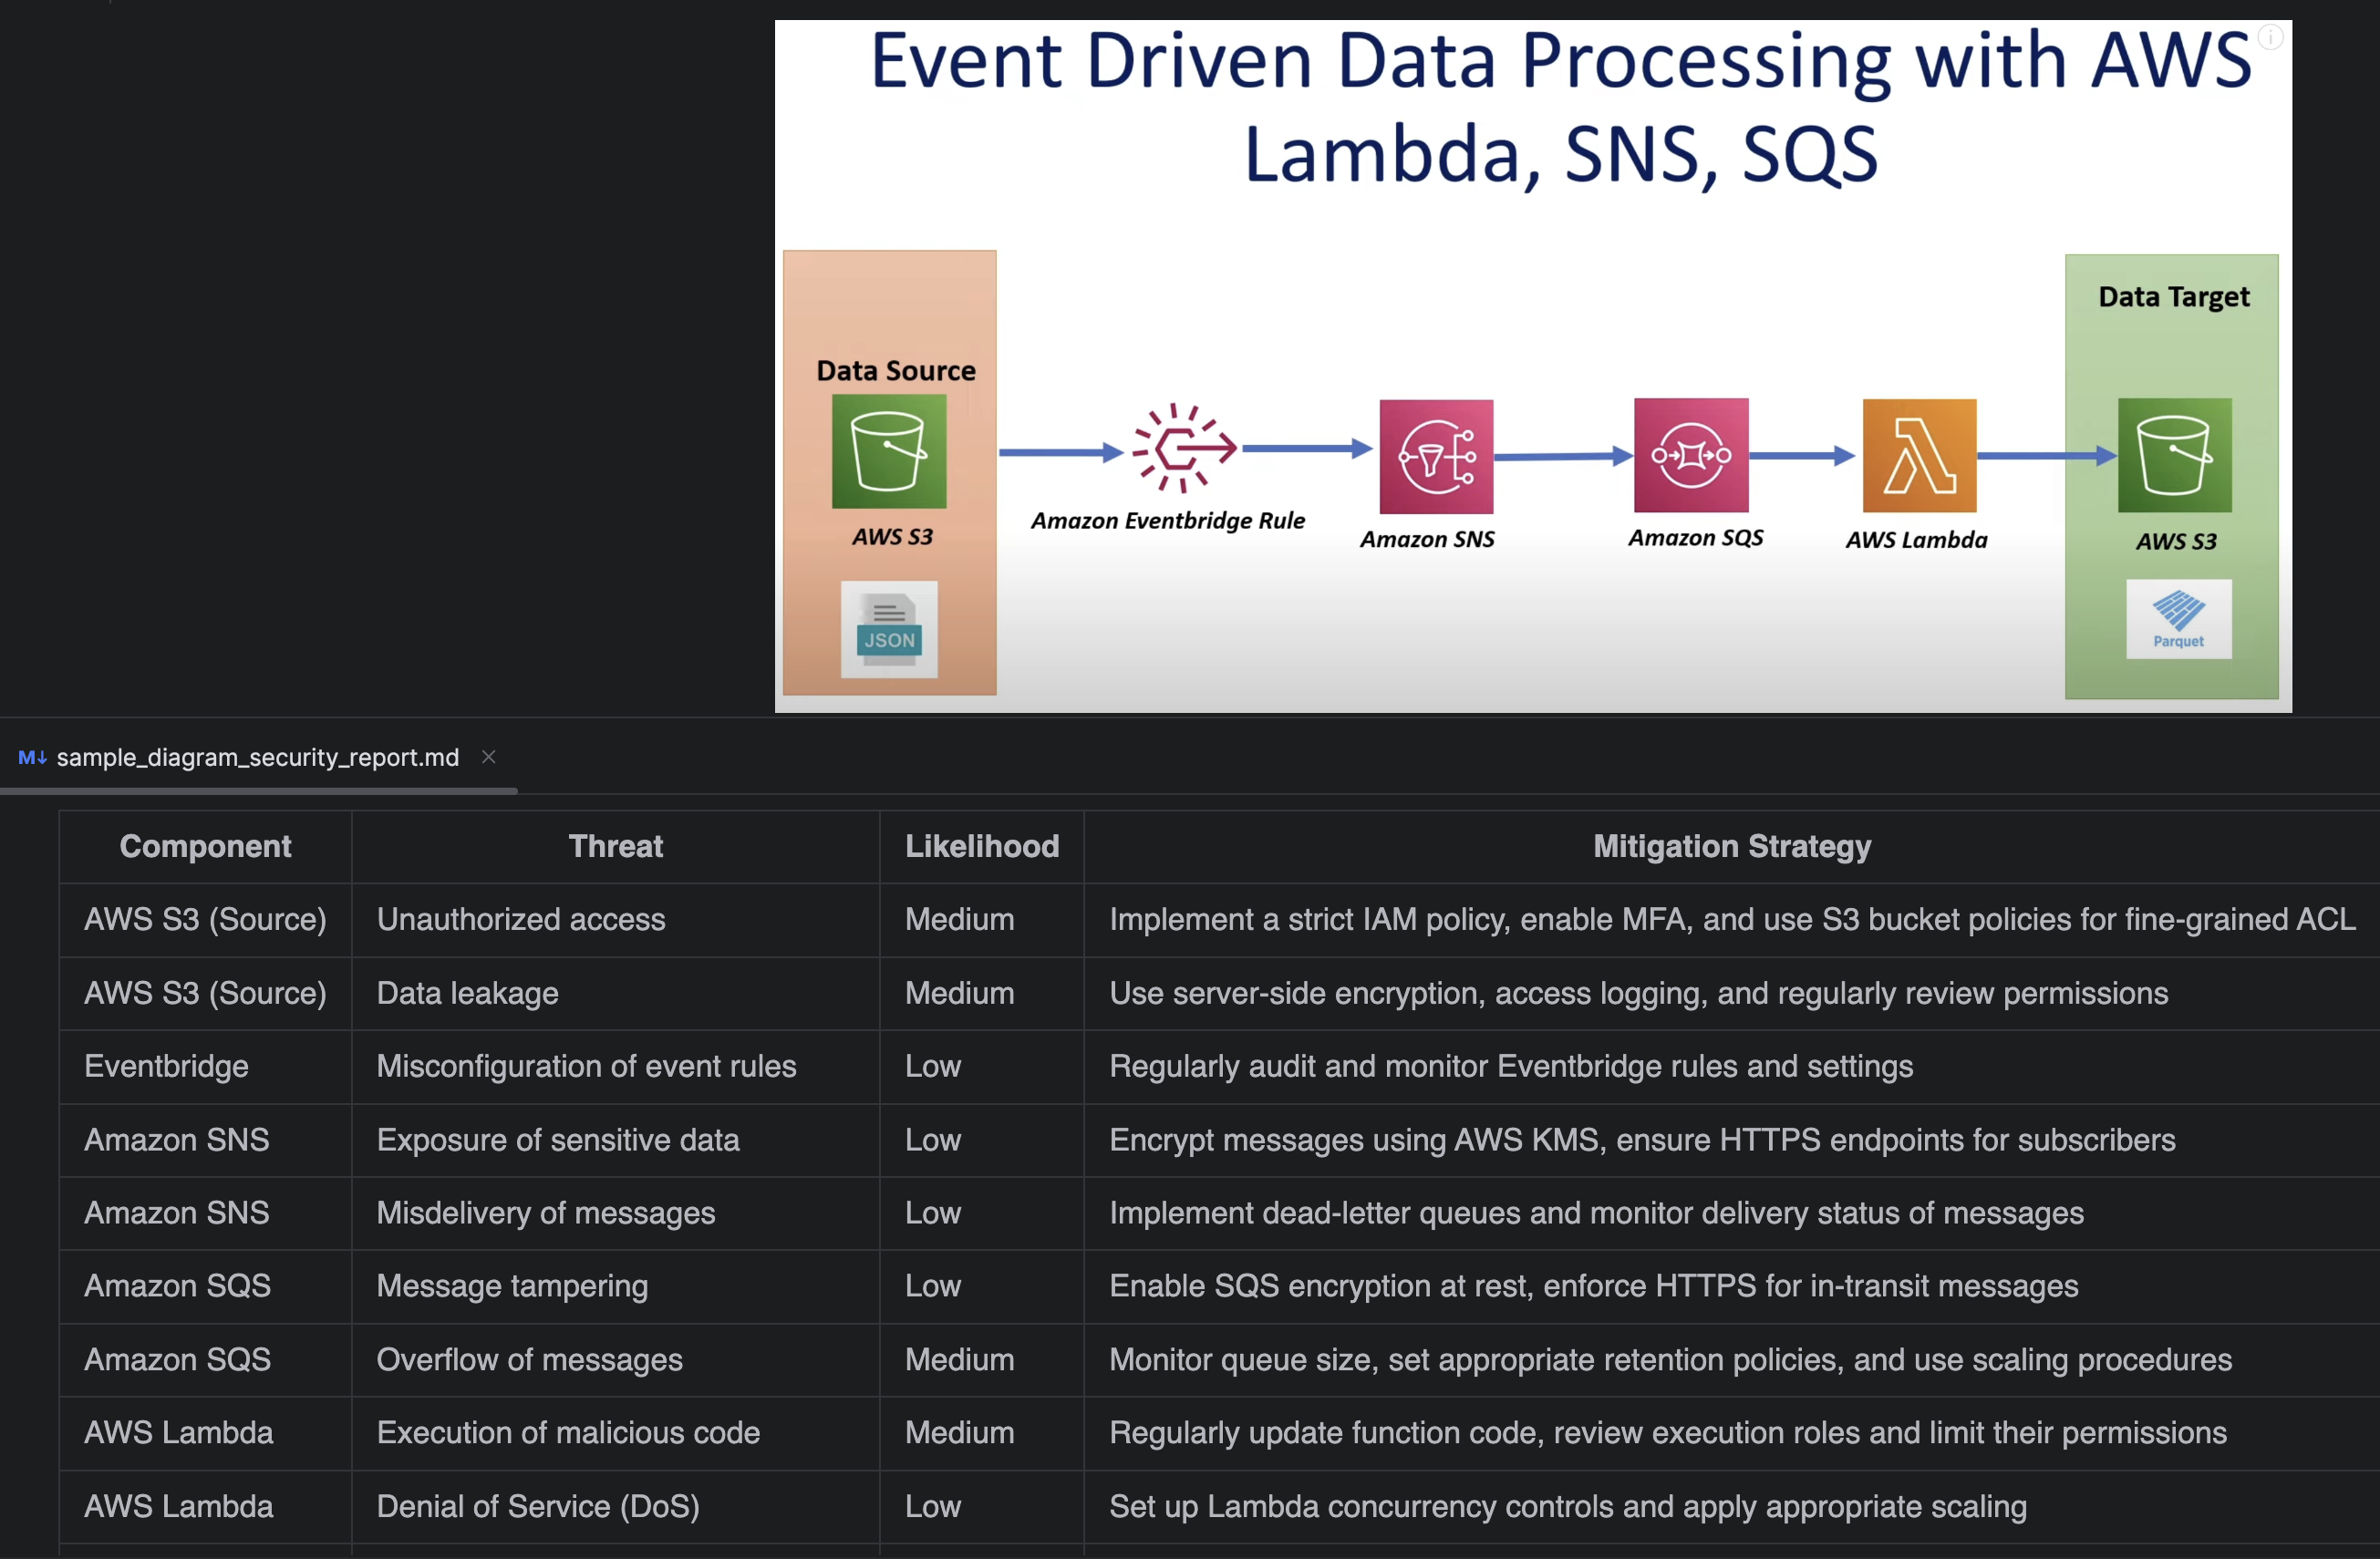 Event Driven Data Processing with AWS
Lambda, SNS, SQS
Data Source
Data Target
AWS S3
Amazon Eventbridge Rule
Amazon SNS
Amazon SQS
AWS Lambda
AWS S3
JSON
Parquet
M↓ sample_diagram_security_report.md ×
Component Threat Likelihood Mitigation Strategy
AWS S3 (Source) Unauthorized access Medium Implement a strict IAM policy, enable MFA, and use S3 bucket policies for fine-grained ACL
AWS S3 (Source) Data leakage Medium Use server-side encryption, access logging, and regularly review permissions
Eventbridge Misconfiguration of event rules Low Regularly audit and monitor Eventbridge rules and settings
Amazon SNS Exposure of sensitive data Low Encrypt messages using AWS KMS, ensure HTTPS endpoints for subscribers
Amazon SNS Misdelivery of messages Low Implement dead-letter queues and monitor delivery status of messages
Amazon SQS Message tampering Low Enable SQS encryption at rest, enforce HTTPS for in-transit messages
Amazon SQS Overflow of messages Medium Monitor queue size, set appropriate retention policies, and use scaling procedures
AWS Lambda Execution of malicious code Medium Regularly update function code, review execution roles and limit their permissions
AWS Lambda Denial of Service (DoS) Low Set up Lambda concurrency controls and apply appropriate scaling